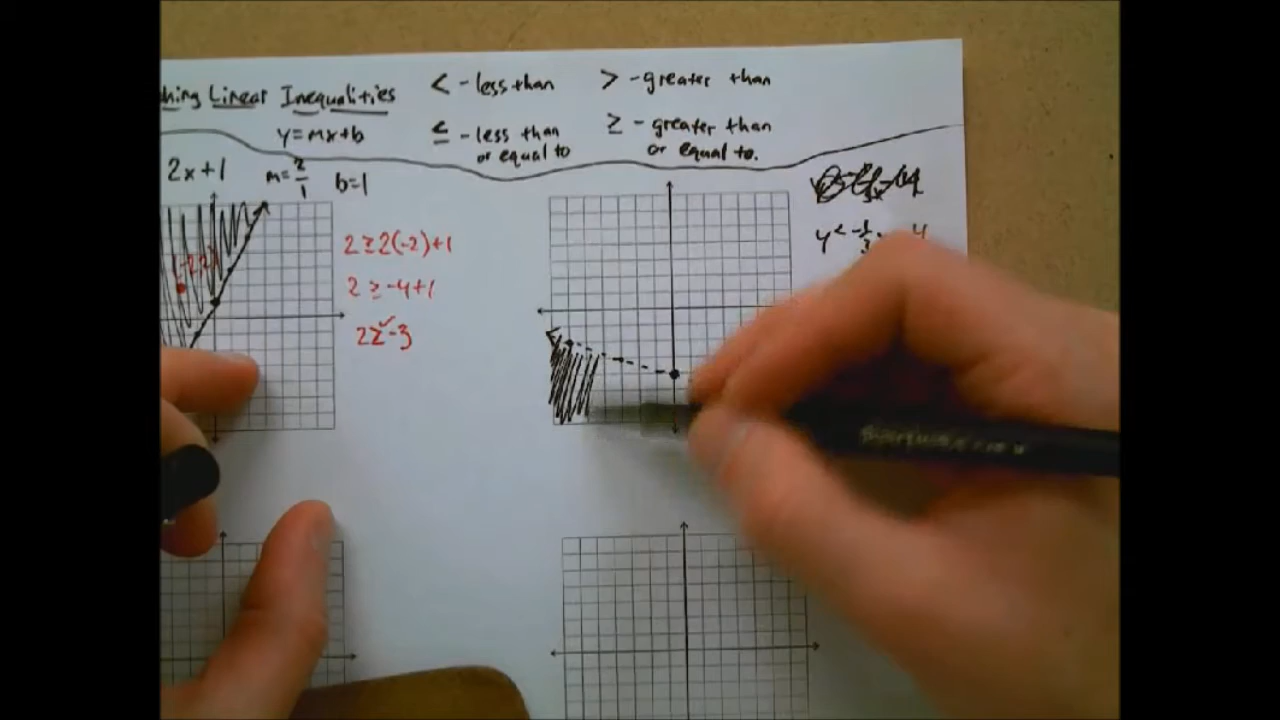 Linear Inequalities
y=mx+b
< - less than
≤ - less than
or equal to
> - greater than
≥ - greater than
or equal to.
2x+1
m=2/1
b=1
2≥2(-2)+1
2≥-4+1
2≥-3
y<-1/3